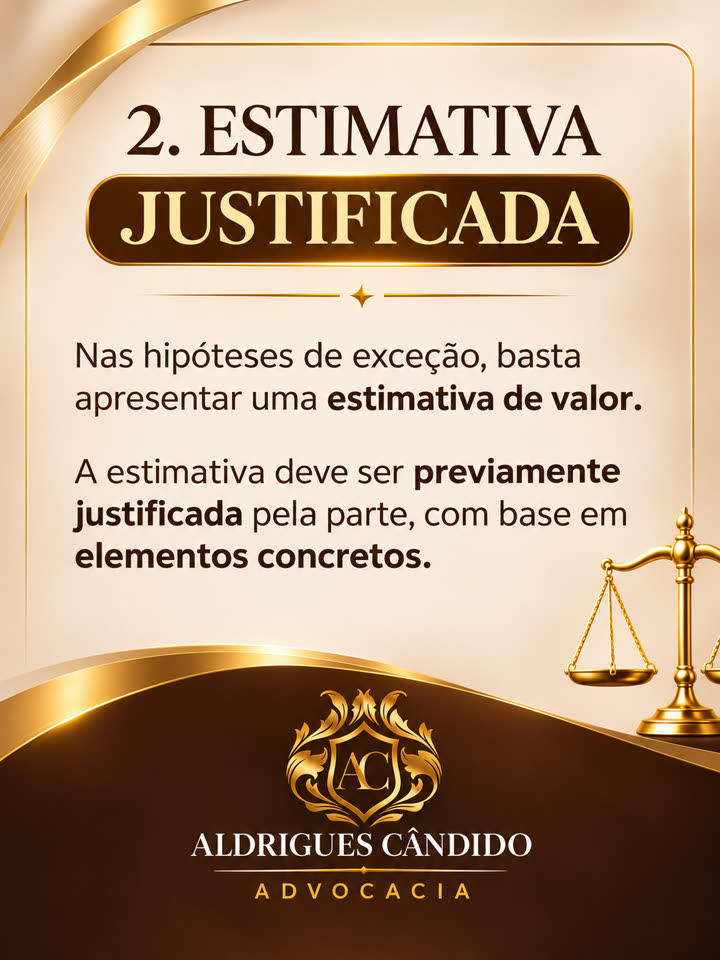 2. ESTIMATIVA
JUSTIFICADA
Nas hipóteses de exceção, basta
apresentar uma estimativa de valor.
A estimativa deve ser previamente
justificada pela parte, com base em
elementos concretos.
AC
ALDRIGUES CÂNDIDO
ADVOCACIA